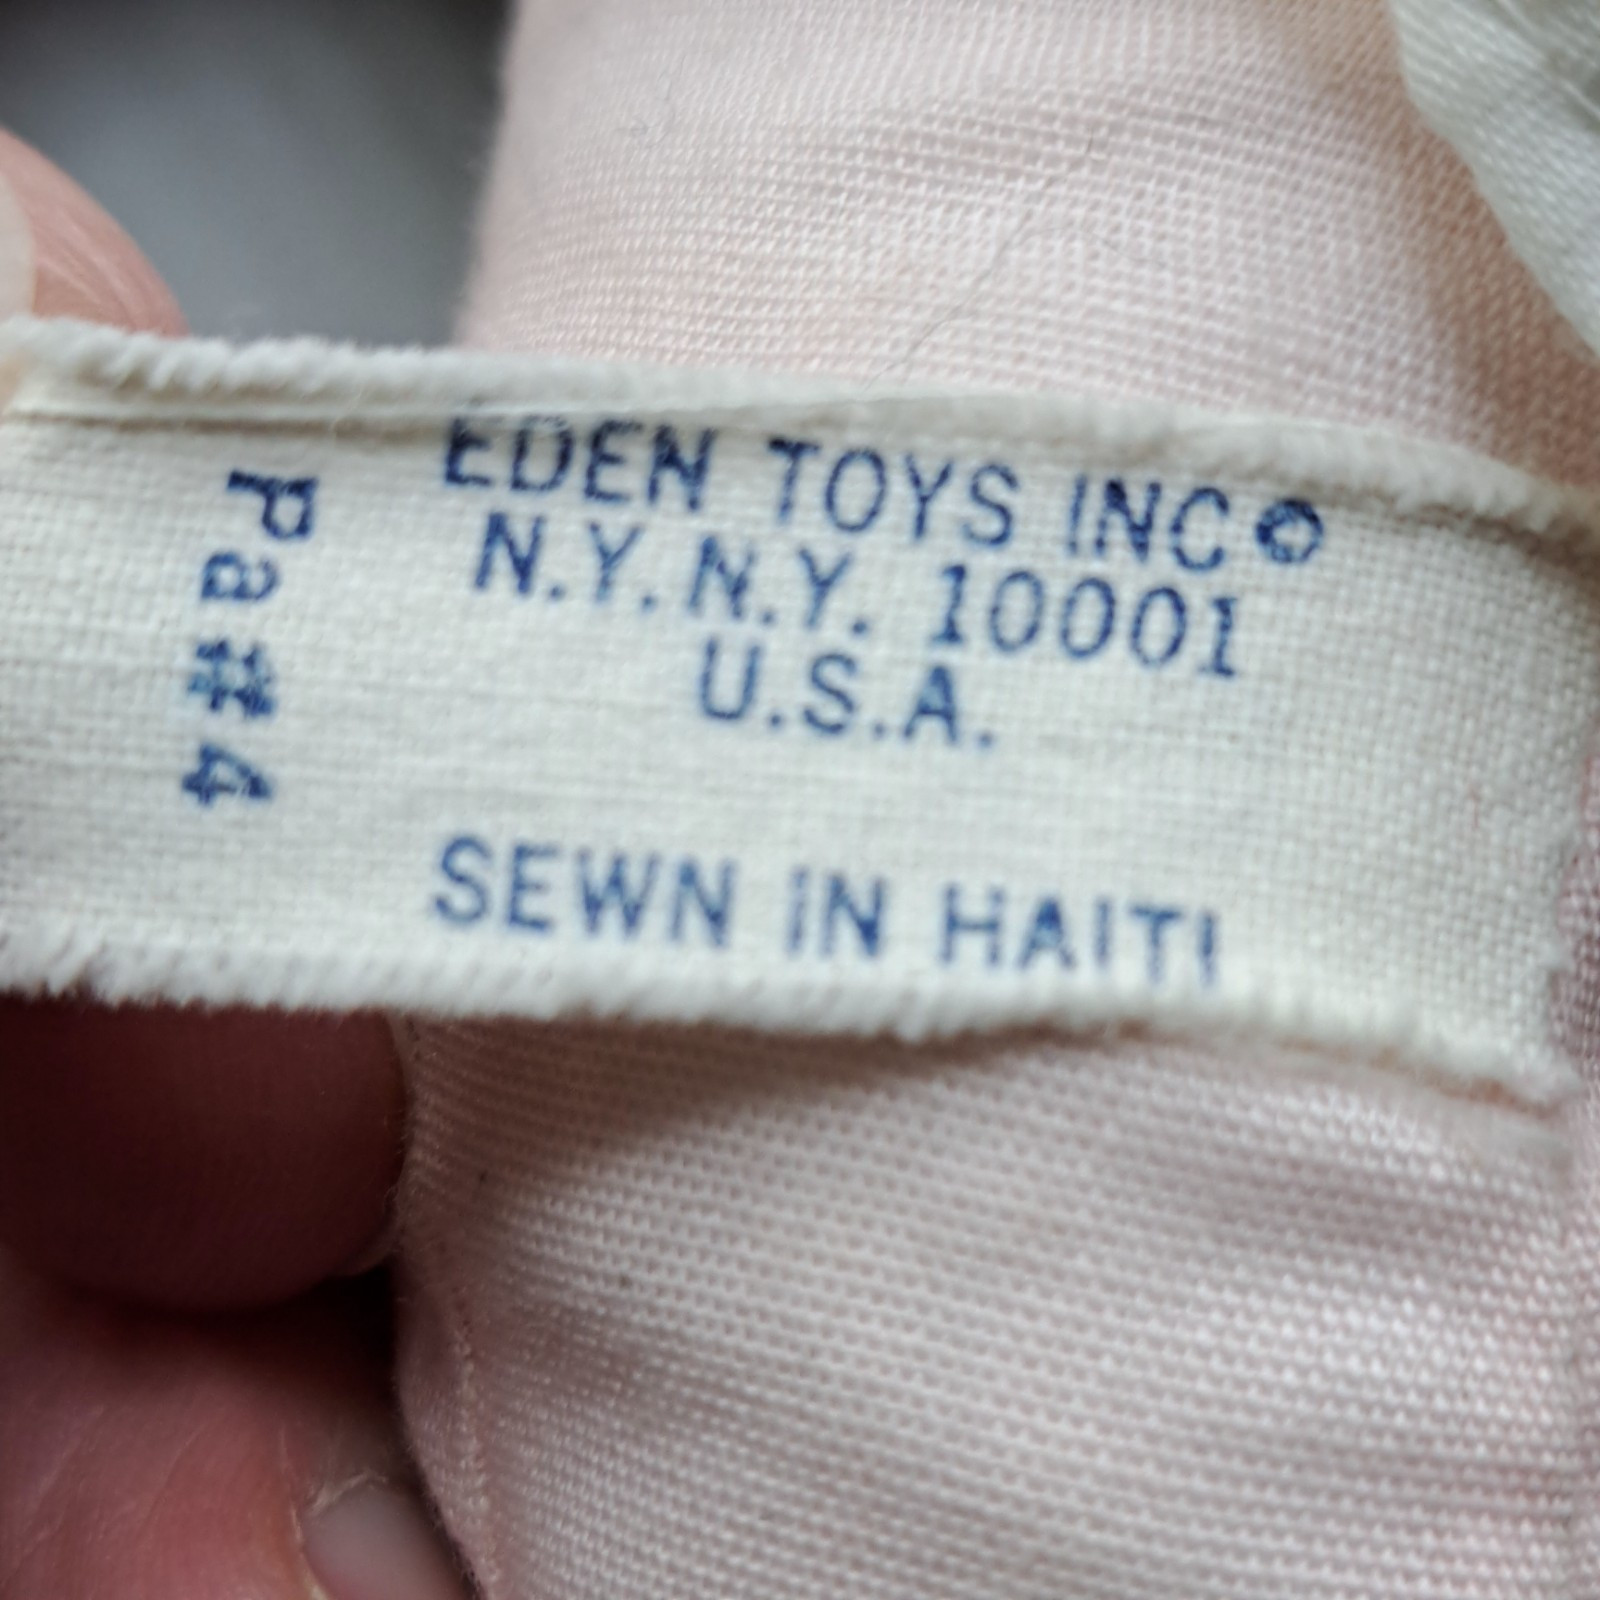 EDEN TOYS INC ©
N.Y. N.Y. 10001
U.S.A.
SEWN IN HAITI
Pa#4